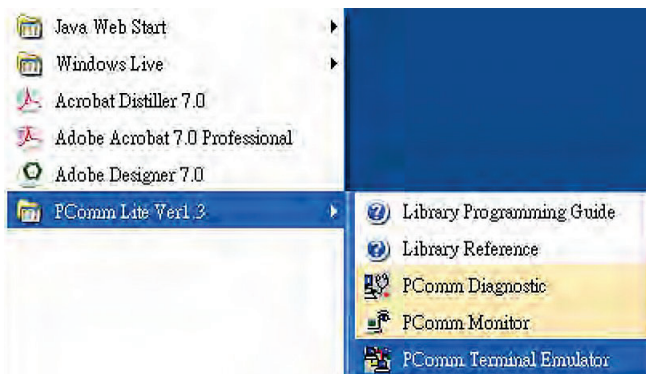 Java Web Start
Windows Live
Acrobat Distiller 7.0
Adobe Acrobat 7.0 Professional
Adobe Designer 7.0
PComm Lite Ver1.3
Library Programming Guide
Library Reference
PComm Diagnostic
PComm Monitor
PComm Terminal Emulator